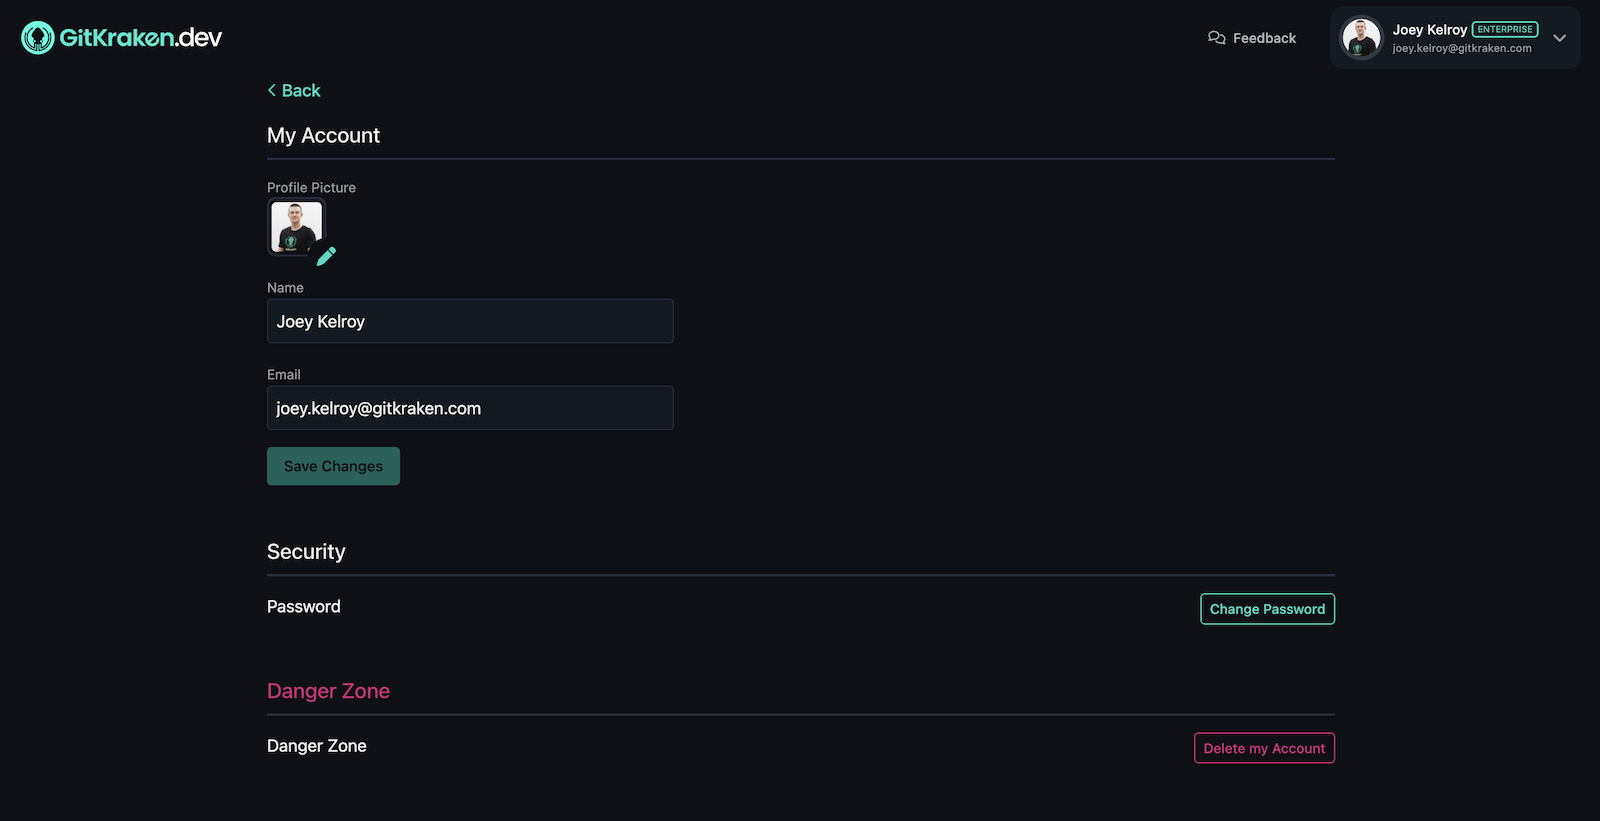 GitKraken.dev
Feedback
Joey Kelroy ENTERPRISE
joey.kelroy@gitkraken.com
Back
My Account
Profile Picture
Name
Joey Kelroy
Email
joey.kelroy@gitkraken.com
Save Changes
Security
Password
Change Password
Danger Zone
Danger Zone
Delete my Account